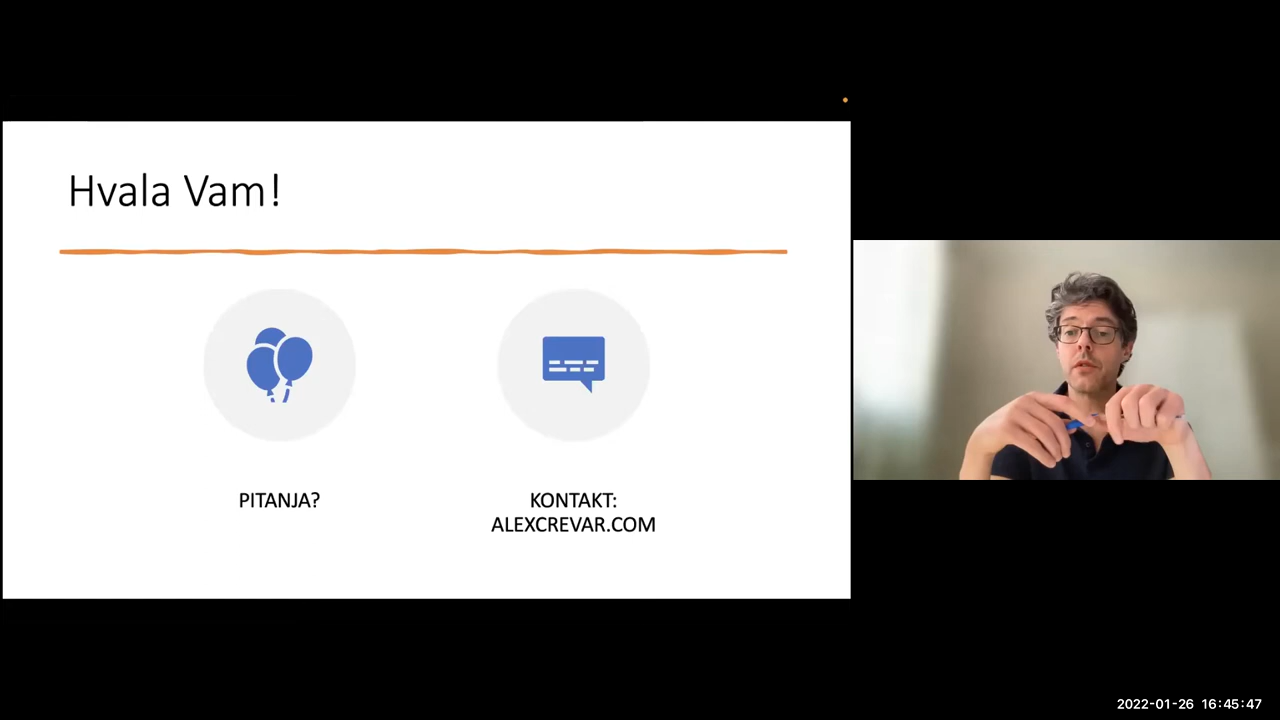 Hvala Vam!
PITANJA?
KONTAKT:
ALEXCREVAR.COM
2022-01-26 16:45:47